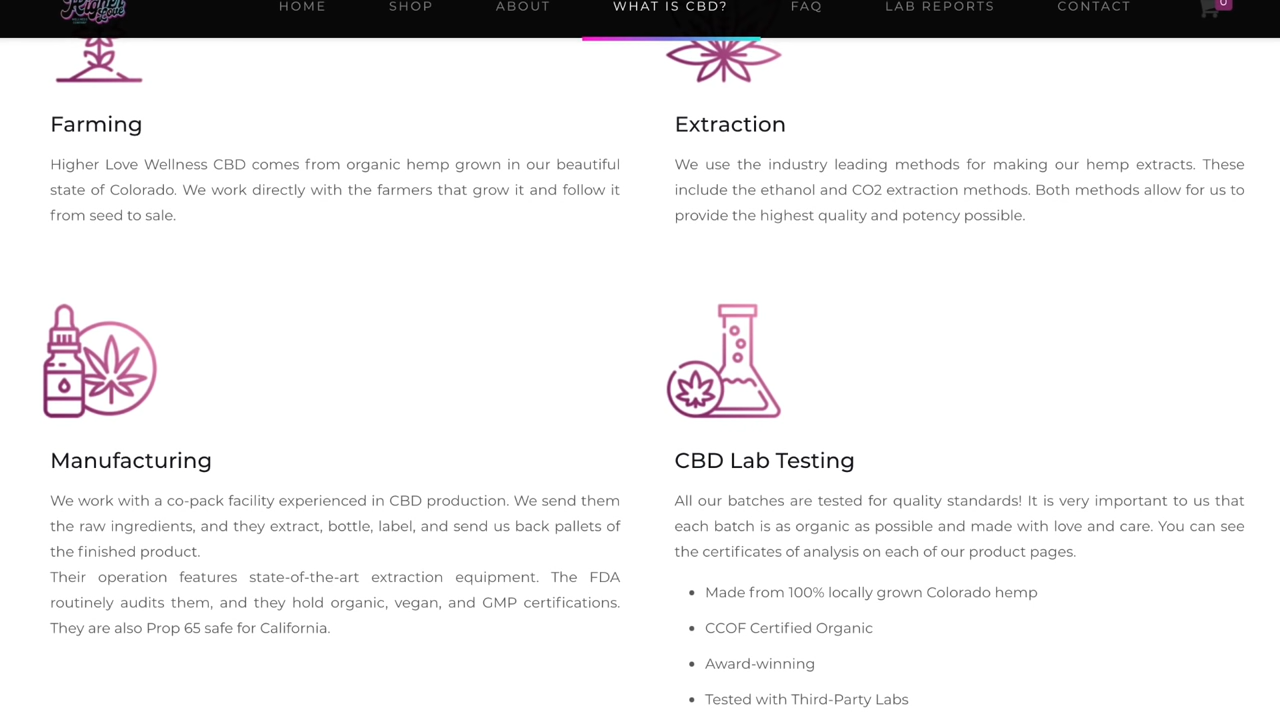 Higher Love
HOME SHOP ABOUT WHAT IS CBD? FAQ LAB REPORTS CONTACT 0
Farming
Higher Love Wellness CBD comes from organic hemp grown in our beautiful
state of Colorado. We work directly with the farmers that grow it and follow it
from seed to sale.
Extraction
We use the industry leading methods for making our hemp extracts. These
include the ethanol and CO2 extraction methods. Both methods allow for us to
provide the highest quality and potency possible.
Manufacturing
We work with a co-pack facility experienced in CBD production. We send them
the raw ingredients, and they extract, bottle, label, and send us back pallets of
the finished product.
Their operation features state-of-the-art extraction equipment. The FDA
routinely audits them, and they hold organic, vegan, and GMP certifications.
They are also Prop 65 safe for California.
CBD Lab Testing
All our batches are tested for quality standards! It is very important to us that
each batch is as organic as possible and made with love and care. You can see
the certificates of analysis on each of our product pages.
• Made from 100% locally grown Colorado hemp
• CCOF Certified Organic
• Award-winning
• Tested with Third-Party Labs